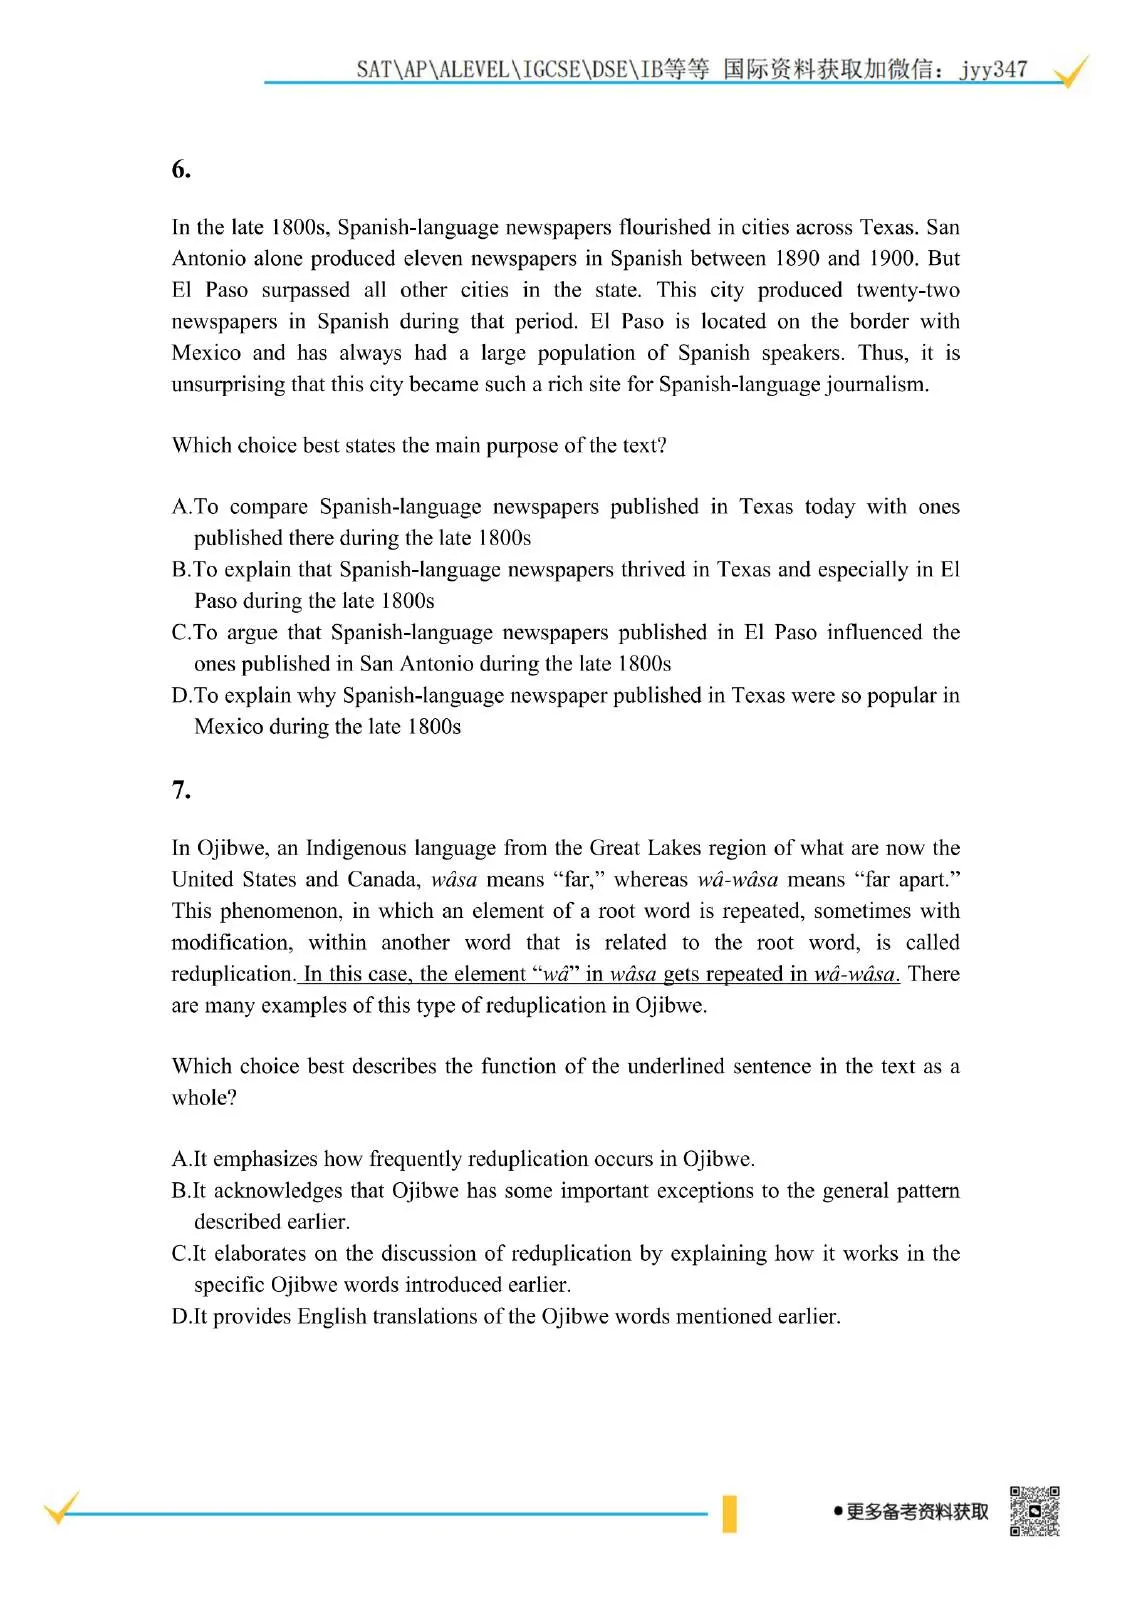 SAT\AP\ALEVEL\IGCSE\DSE\IB等等 国际资料获取加微信：jyy347
6.
In the late 1800s, Spanish-language newspapers flourished in cities across Texas. San
Antonio alone produced eleven newspapers in Spanish between 1890 and 1900. But
El Paso surpassed all other cities in the state. This city produced twenty-two
newspapers in Spanish during that period. El Paso is located on the border with
Mexico and has always had a large population of Spanish speakers. Thus, it is
unsurprising that this city became such a rich site for Spanish-language journalism.
Which choice best states the main purpose of the text?
A.To compare Spanish-language newspapers published in Texas today with ones
published there during the late 1800s
B.To explain that Spanish-language newspapers thrived in Texas and especially in El
Paso during the late 1800s
C.To argue that Spanish-language newspapers published in El Paso influenced the
ones published in San Antonio during the late 1800s
D.To explain why Spanish-language newspaper published in Texas were so popular in
Mexico during the late 1800s
7.
In Ojibwe, an Indigenous language from the Great Lakes region of what are now the
United States and Canada, wâsa means “far,” whereas wâ-wâsa means “far apart.”
This phenomenon, in which an element of a root word is repeated, sometimes with
modification, within another word that is related to the root word, is called
reduplication. In this case, the element “wâ” in wâsa gets repeated in wâ-wâsa. There
are many examples of this type of reduplication in Ojibwe.
Which choice best describes the function of the underlined sentence in the text as a
whole?
A.It emphasizes how frequently reduplication occurs in Ojibwe.
B.It acknowledges that Ojibwe has some important exceptions to the general pattern
described earlier.
C.It elaborates on the discussion of reduplication by explaining how it works in the
specific Ojibwe words introduced earlier.
D.It provides English translations of the Ojibwe words mentioned earlier.
●更多备考资料获取